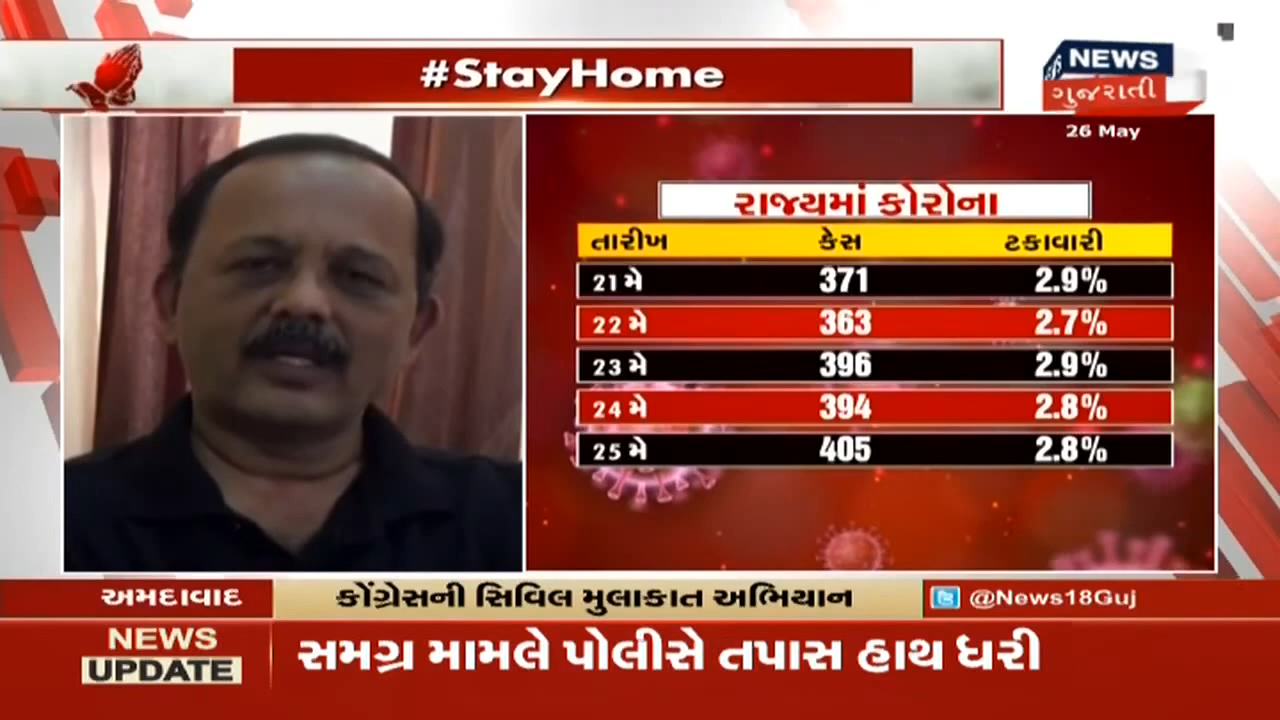 #StayHome
NEWS
ગુજરાતી
26 May
રાજ્યમાં કોરોના
તારીખ કેસ ટકાવારી
21 મે 371 2.9%
22 મે 363 2.7%
23 મે 396 2.9%
24 મે 394 2.8%
25 મે 405 2.8%
અમદાવાદ કોંગ્રેસની સિવિલ મુલાકાત અભિયાન @News18Guj
NEWS UPDATE
સમગ્ર મામલે પોલીસે તપાસ હાથ ધરી